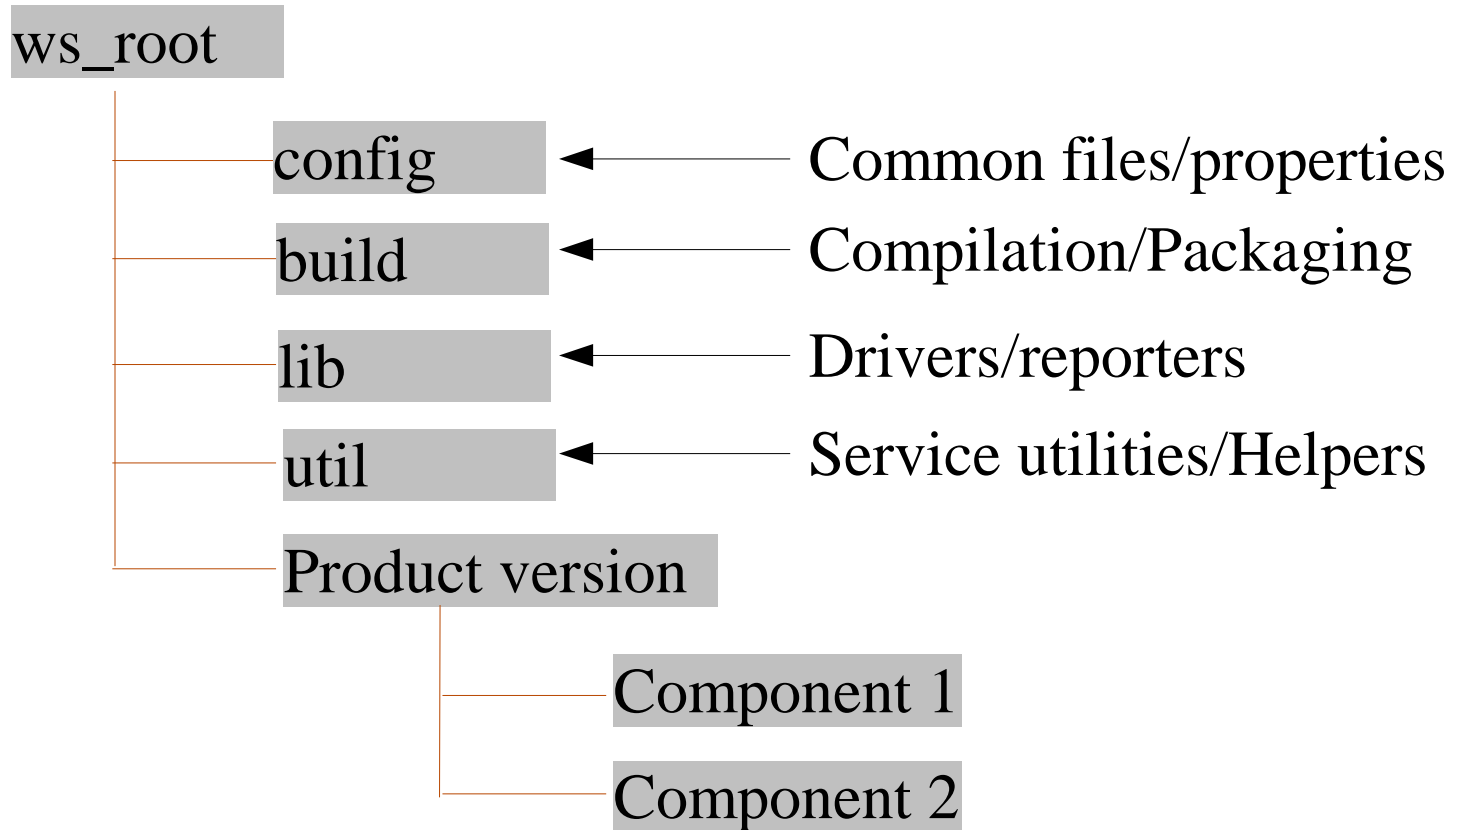 ws_root
config
Common files/properties
build
Compilation/Packaging
lib
Drivers/reporters
util
Service utilities/Helpers
Product version
Component 1
Component 2